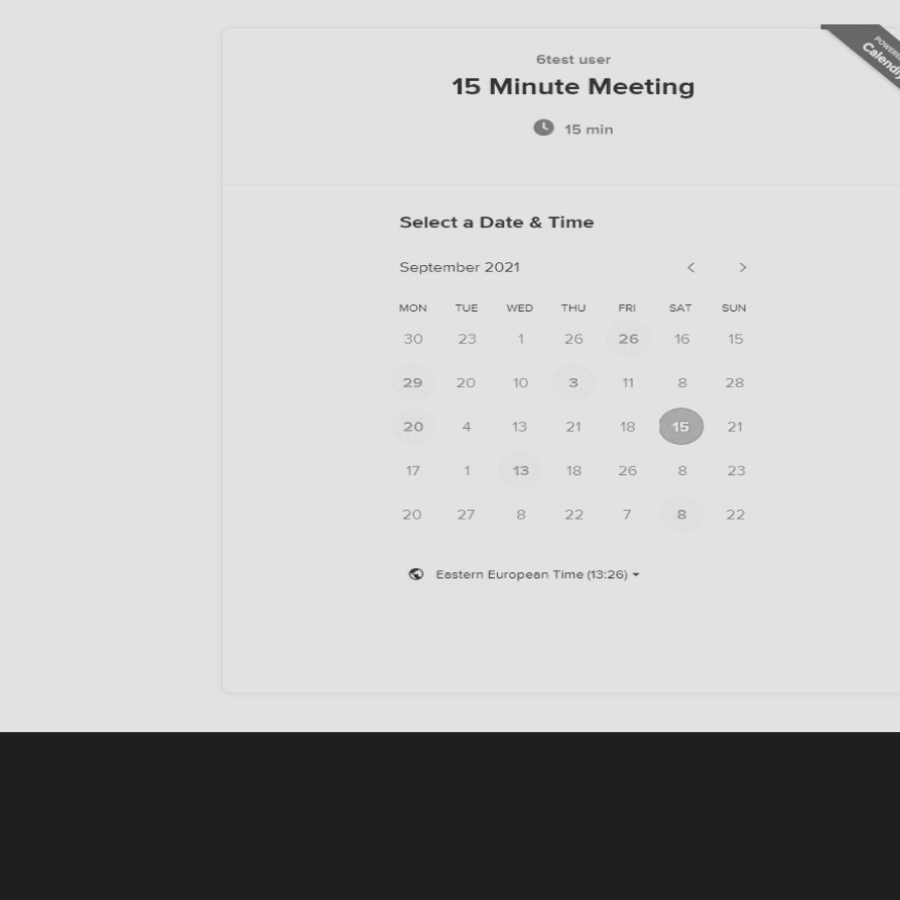 POWERED
Calendly
6test user
15 Minute Meeting
15 min
Select a Date & Time
September 2021
MON TUE WED THU FRI SAT SUN
30 23 1 26 26 16 15
29 20 10 3 11 8 28
20 4 13 21 18 15 21
17 1 13 18 26 8 23
20 27 8 22 7 8 22
Eastern European Time (13:26)